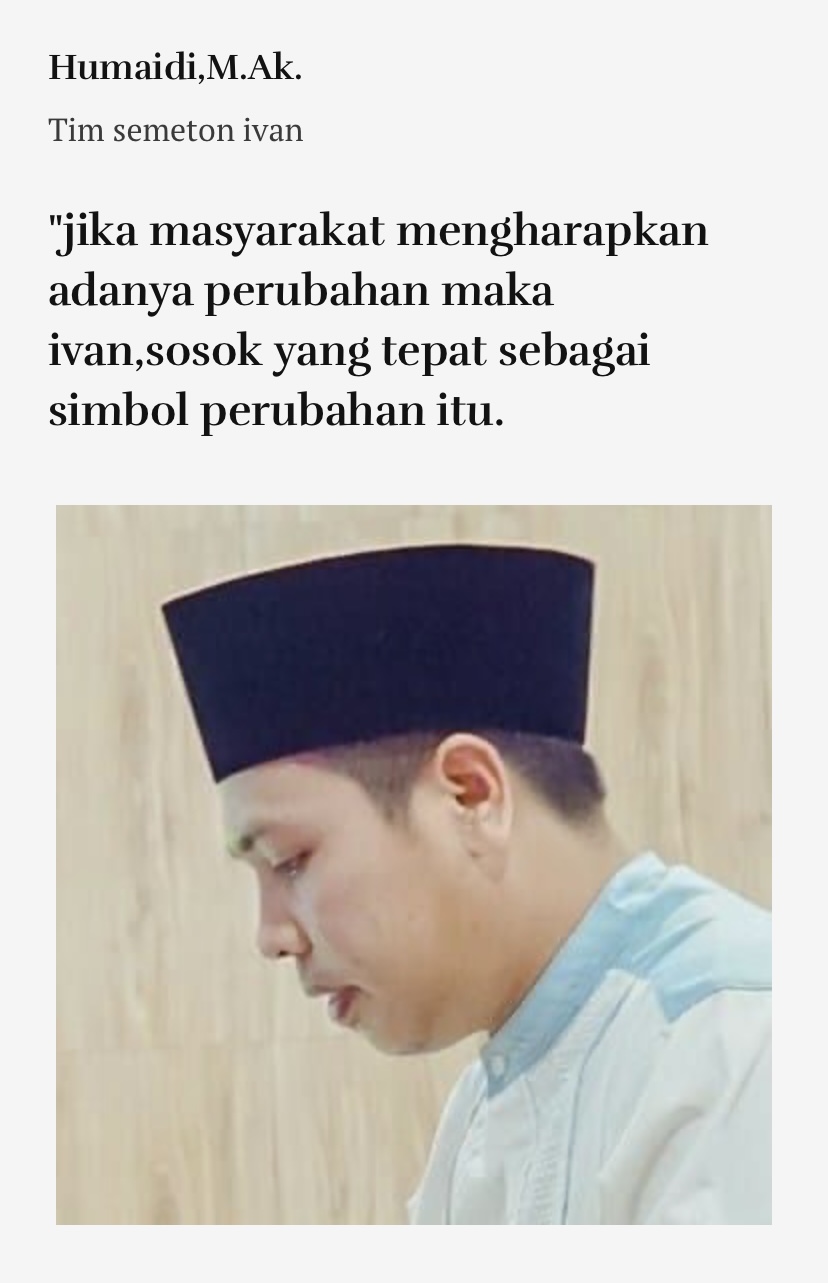 Humaidi,M.Ak.
Tim semeton ivan
"jika masyarakat mengharapkan
adanya perubahan maka
ivan,sosok yang tepat sebagai
simbol perubahan itu.